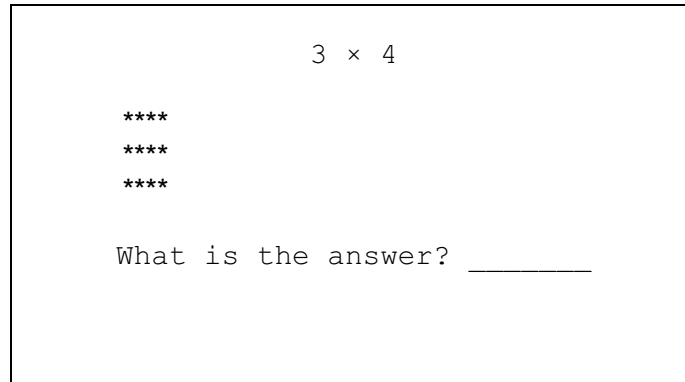 3 × 4
****
****
****
What is the answer? _______